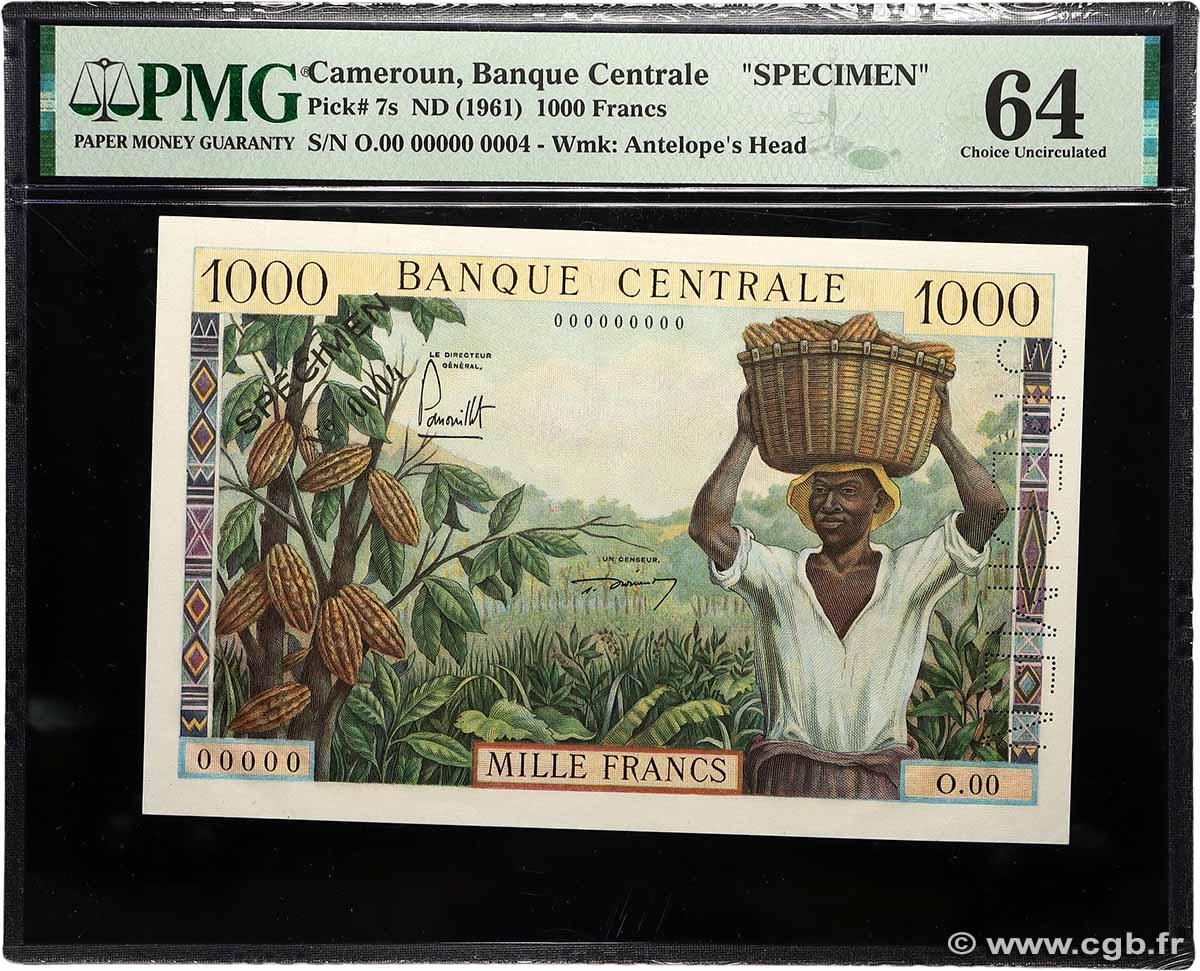 PMG®
PAPER MONEY GUARANTY
Cameroun, Banque Centrale "SPECIMEN"
Pick# 7s ND (1961) 1000 Francs
S/N O.00 00000 0004 - Wmk: Antelope's Head
64
Choice Uncirculated
1000 BANQUE CENTRALE 1000
000000000
SPECIMEN
0004
LE DIRECTEUR
GÉNÉRAL,
UN CENSEUR,
SPECIMEN
00000
MILLE FRANCS
O.00
© www.cgb.fr